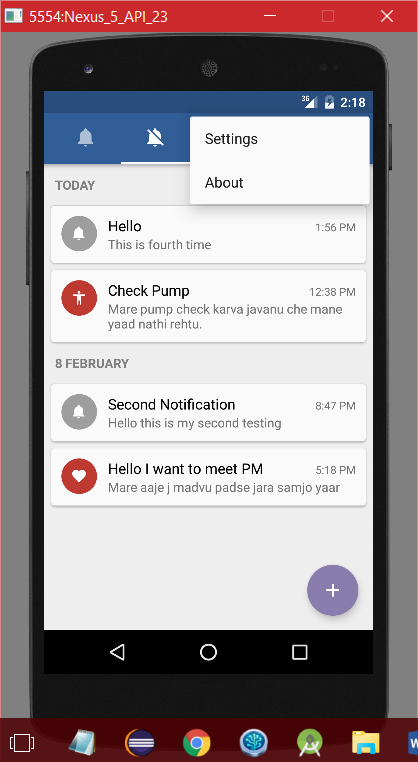 5554:Nexus_5_API_23
3G 2:18
Settings
About
TODAY
Hello 1:56 PM
This is fourth time
Check Pump 12:38 PM
Mare pump check karva javanu che mane
yaad nathi rehtu.
8 FEBRUARY
Second Notification 8:47 PM
Hello this is my second testing
Hello I want to meet PM 5:18 PM
Mare aaje j madvu padse jara samjo yaar
W